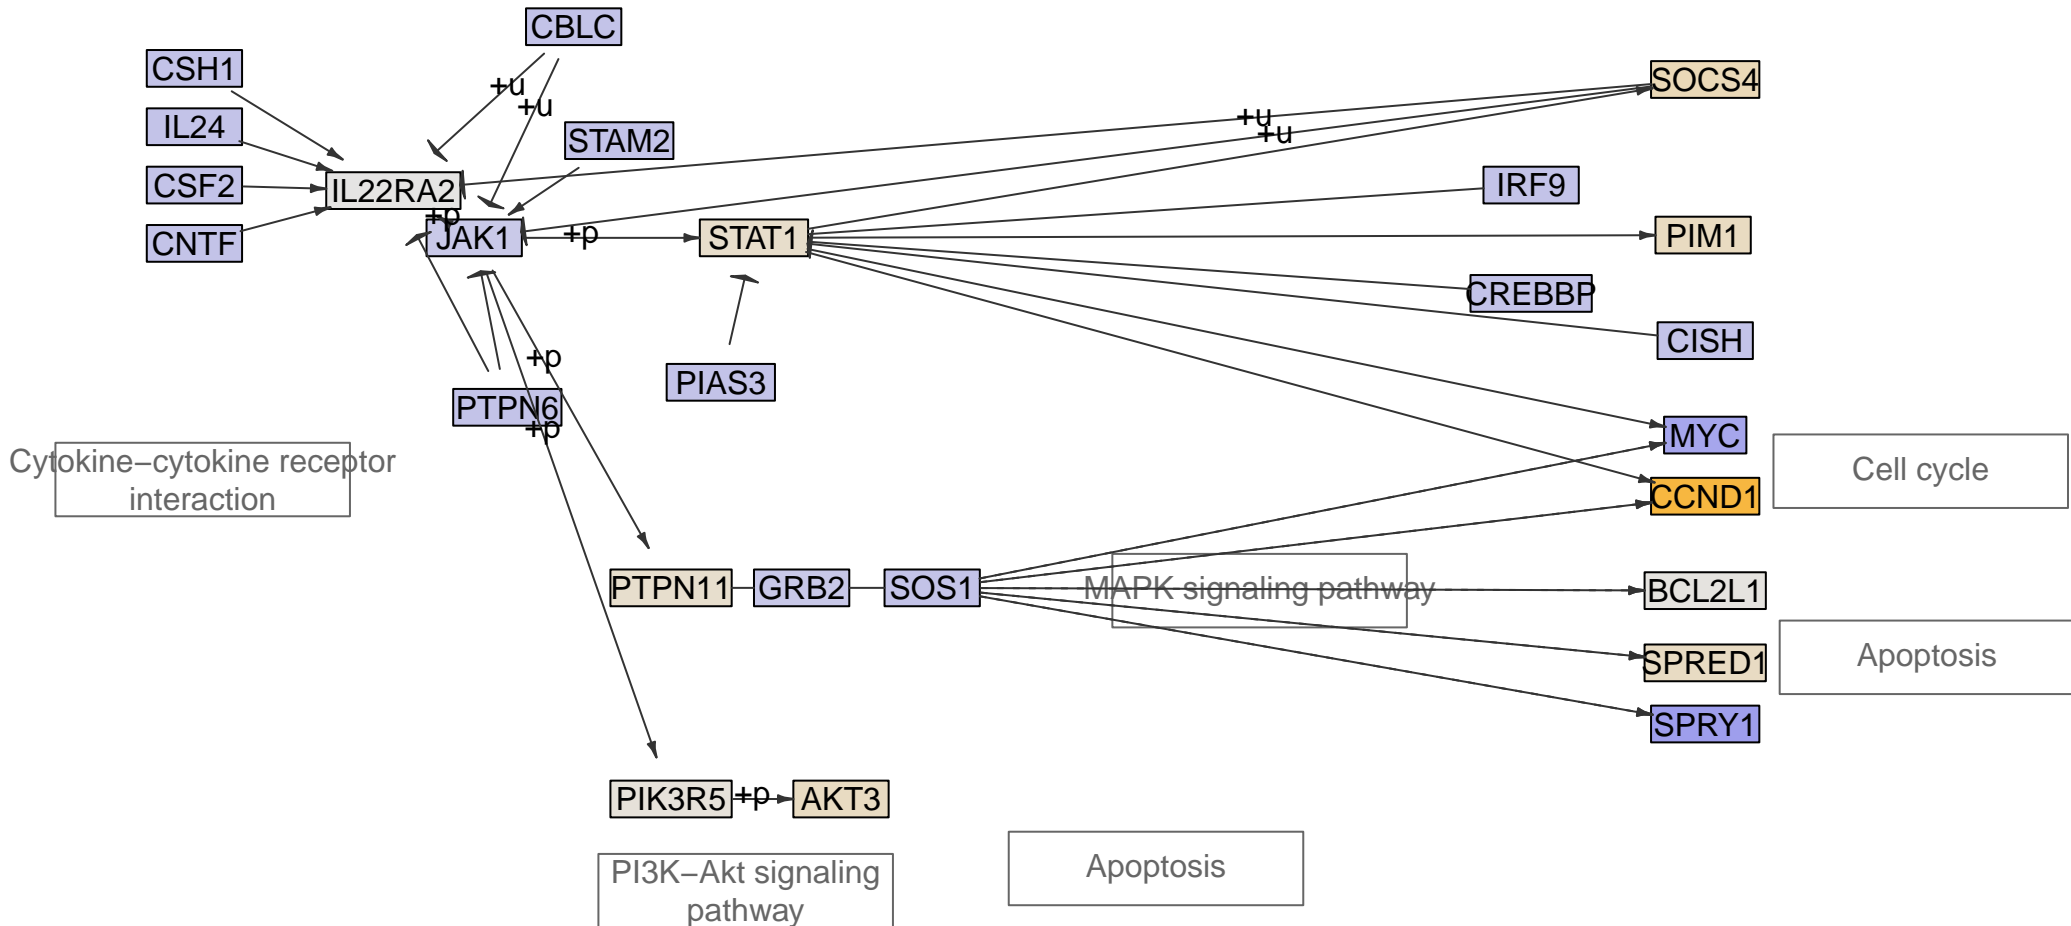 CBLC
CSH1
+u
SOCS4
+u
+u
IL24
+u
STAM2
CSF2
IL22RA2
IRF9
+p
CNTF
JAK1
+p
STAT1
PIM1
CREBBP
CISH
+p
PIAS3
PTPN6
+p
MYC
Cytokine−cytokine receptor
interaction
Cell cycle
CCND1
PTPN11
GRB2
SOS1
MAPK signaling pathway
BCL2L1
SPRED1
Apoptosis
SPRY1
PIK3R5
+p
AKT3
PI3K−Akt signaling
pathway
Apoptosis